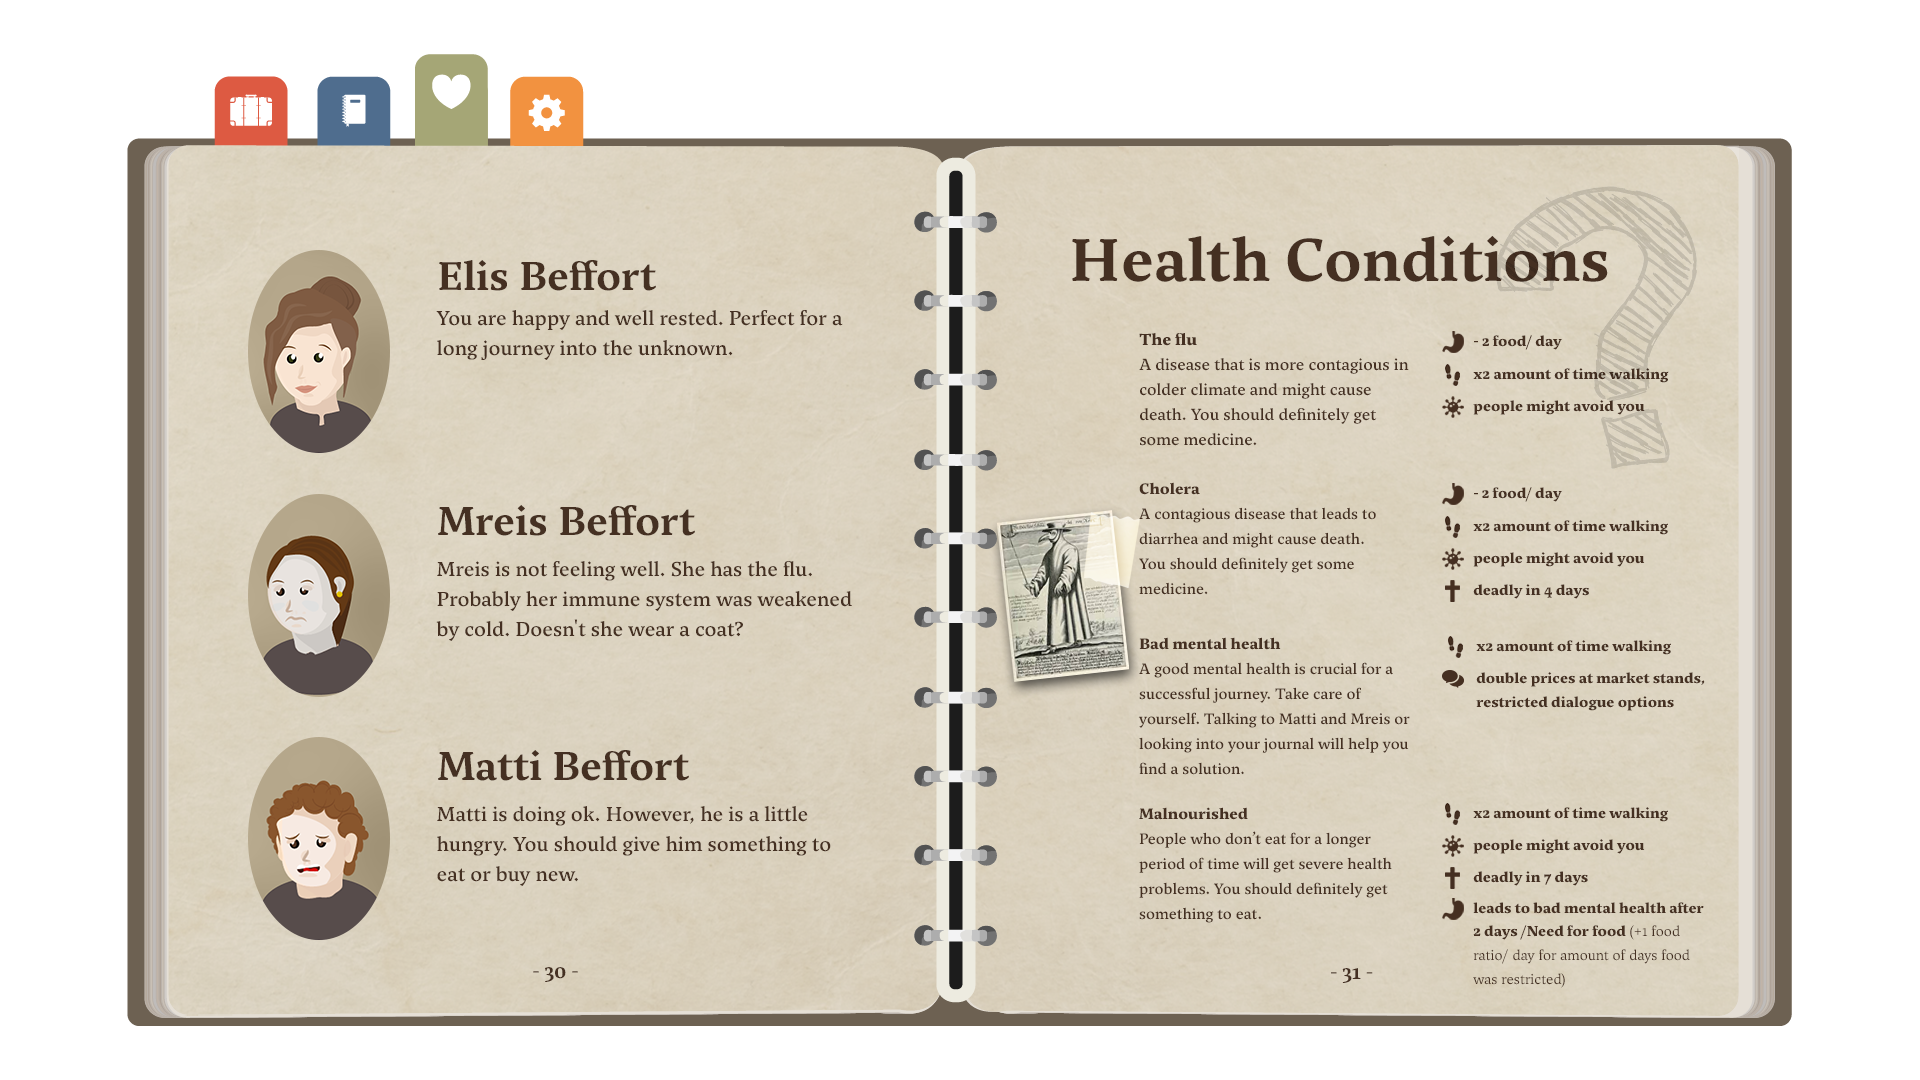 Elis Beffort
You are happy and well rested. Perfect for a
long journey into the unknown.
Mreis Beffort
Mreis is not feeling well. She has the flu.
Probably her immune system was weakened
by cold. Doesn't she wear a coat?
Matti Beffort
Matti is doing ok. However, he is a little
hungry. You should give him something to
eat or buy new.
- 30 -
Health Conditions
The flu
A disease that is more contagious in
colder climate and might cause
death. You should definitely get
some medicine.
- 2 food/ day
x2 amount of time walking
people might avoid you
Cholera
A contagious disease that leads to
diarrhea and might cause death.
You should definitely get some
medicine.
- 2 food/ day
x2 amount of time walking
people might avoid you
deadly in 4 days
Bad mental health
A good mental health is crucial for a
successful journey. Take care of
yourself. Talking to Matti and Mreis or
looking into your journal will help you
find a solution.
x2 amount of time walking
double prices at market stands,
restricted dialogue options
Malnourished
People who don't eat for a longer
period of time will get severe health
problems. You should definitely get
something to eat.
x2 amount of time walking
people might avoid you
deadly in 7 days
leads to bad mental health after
2 days /Need for food (+1 food
ratio/ day for amount of days food
was restricted)
- 31 -